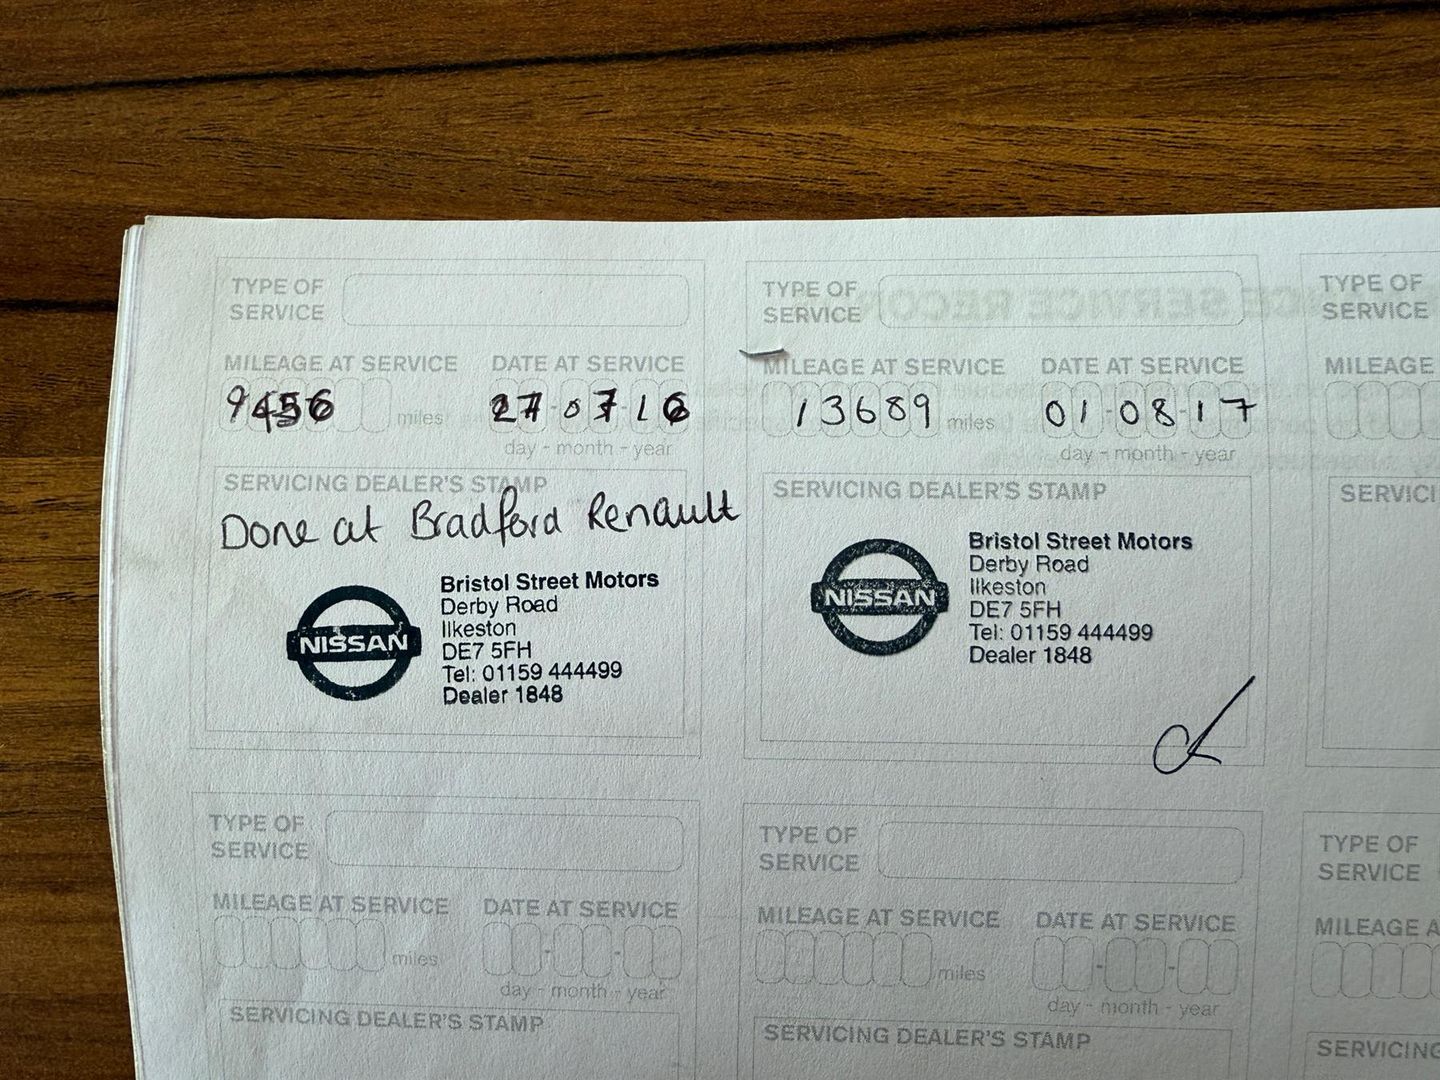 TYPE OF
SERVICE
MILEAGE AT SERVICE
DATE AT SERVICE
9456 miles
27-07-16
day - month - year
SERVICING DEALER'S STAMP
Done at Bradford Renault
NISSAN
Bristol Street Motors
Derby Road
Ilkeston
DE7 5FH
Tel: 01159 444499
Dealer 1848
TYPE OF
SERVICE
MILEAGE AT SERVICE
DATE AT SERVICE
13689 miles
01-08-17
day - month - year
SERVICING DEALER'S STAMP
NISSAN
Bristol Street Motors
Derby Road
Ilkeston
DE7 5FH
Tel: 01159 444499
Dealer 1848
TYPE OF
SERVICE
MILEAGE
SERVICI
TYPE OF
SERVICE
MILEAGE AT SERVICE
DATE AT SERVICE
miles
day - month - year
SERVICING DEALER'S STAMP
TYPE OF
SERVICE
MILEAGE AT SERVICE
DATE AT SERVICE
miles
day - month - year
SERVICING DEALER'S STAMP
TYPE OF
SERVICE
MILEAGE A
SERVICING